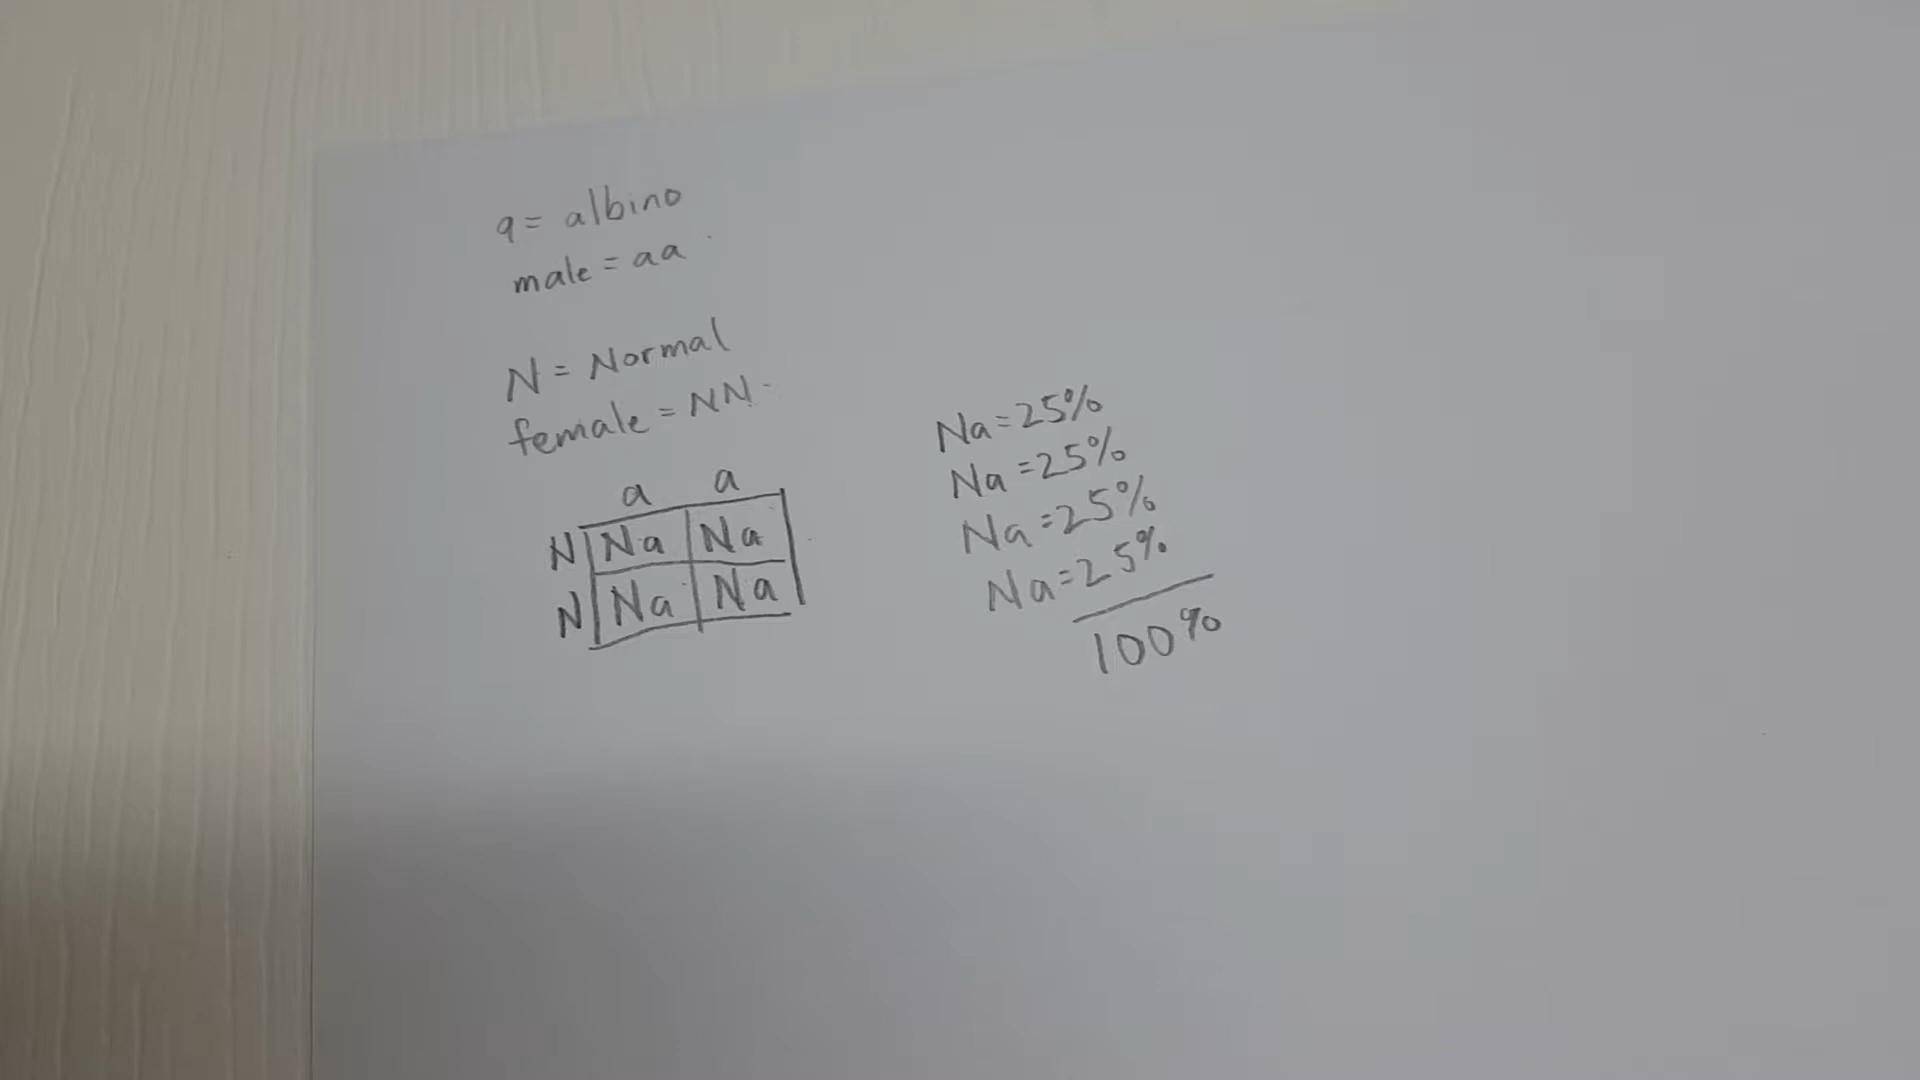 a = albino
male = aa
N = Normal
female = NN
a a
N Na Na
N Na Na
Na = 25%
Na = 25%
Na = 25%
Na = 25%
100%